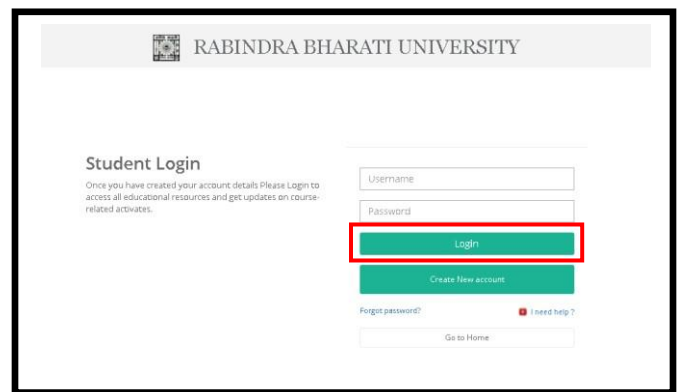 RABINDRA BHARATI UNIVERSITY
Student Login
Once you have created your account details Please Login to
access all educational resources and get updates on course-
related activates.
Username
Password
Login
Create New account
Forgot password?
I need help ?
Go to Home